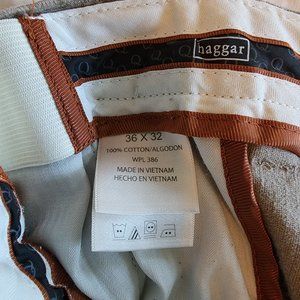 haggar
36 X 32
100% COTTON/ALGODON
WPL 386
MADE IN VIETNAM
HECHO EN VIETNAM